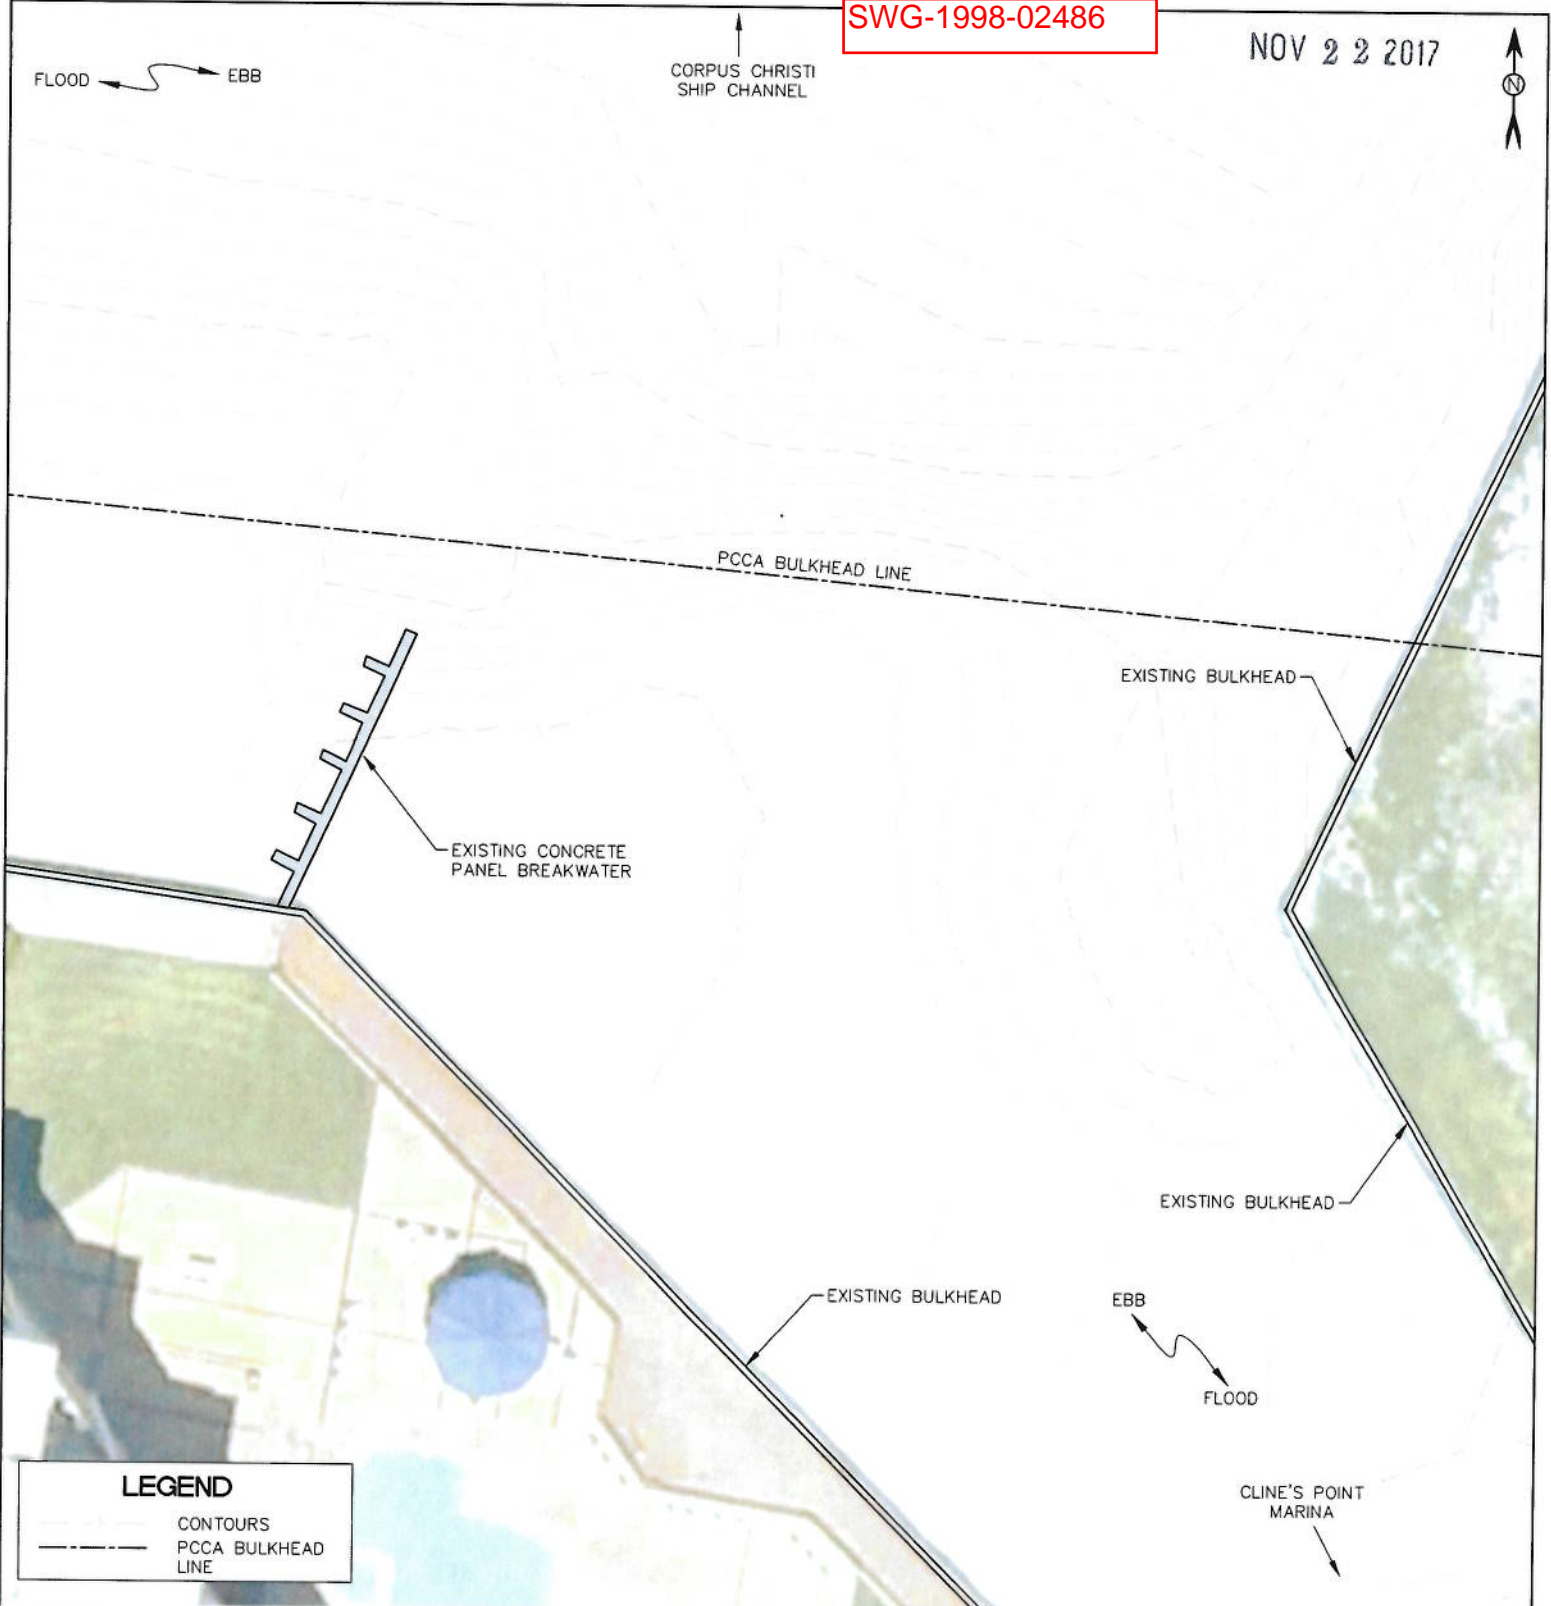 SWG-1998-02486
NOV 2 2 2017
N
FLOOD
EBB
CORPUS CHRISTI
SHIP CHANNEL
PCCA BULKHEAD LINE
EXISTING BULKHEAD
EXISTING CONCRETE
PANEL BREAKWATER
EXISTING BULKHEAD
EXISTING BULKHEAD
EBB
FLOOD
CLINE'S POINT
MARINA
LEGEND
CONTOURS
PCCA BULKHEAD
LINE